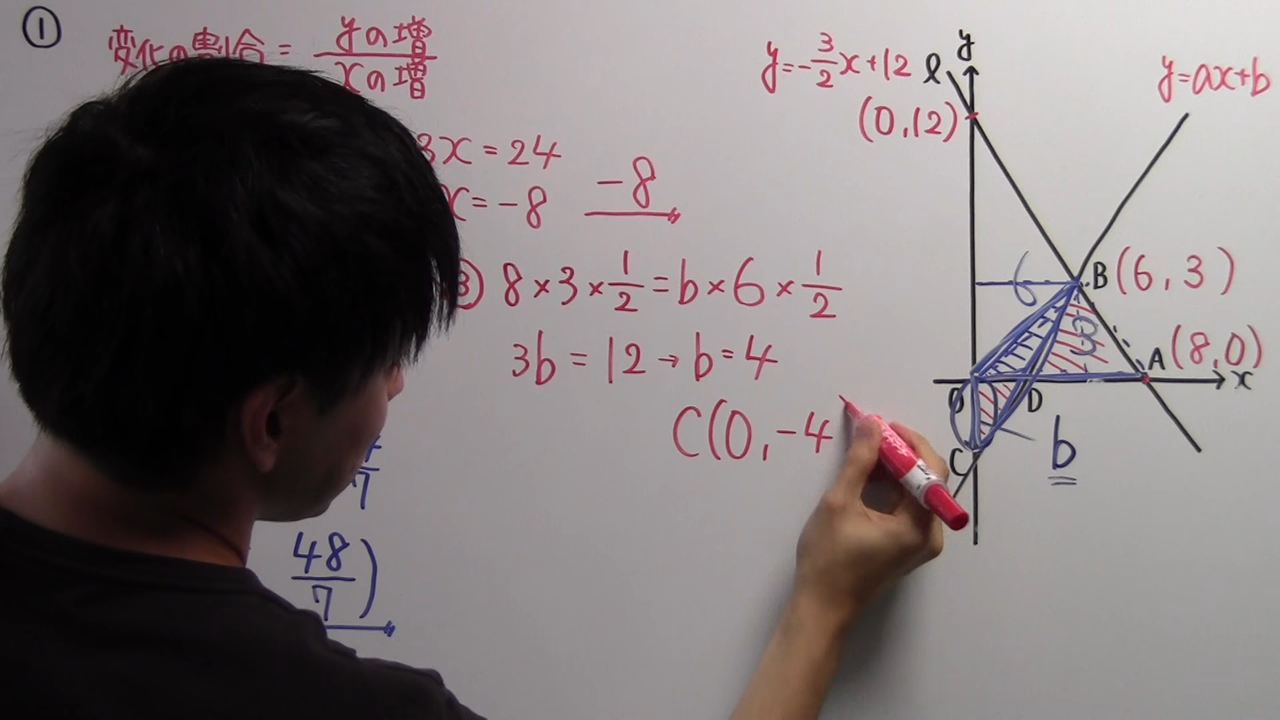 ①
変化の割合 = yの増/xの増
3x = 24
x = -8
-8
③ 8×3×1/2 = b×6×1/2
3b = 12 → b = 4
C(0, -4
7
48/7)
y = -3/2x + 12
l
y
y = ax + b
(0, 12)
6
B (6, 3)
3
A (8, 0)
x
O
D
C
b